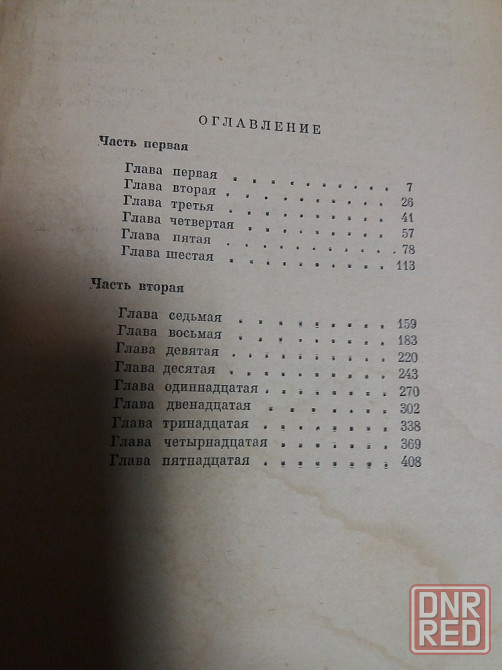 ОГЛАВЛЕНИЕ
Часть первая
Глава первая . . . . . . . . . . 7
Глава вторая . . . . . . . . . . 26
Глава третья . . . . . . . . . . 41
Глава четвертая . . . . . . . . . 57
Глава пятая . . . . . . . . . . 78
Глава шестая . . . . . . . . . . 113
Часть вторая
Глава седьмая . . . . . . . . . 159
Глава восьмая . . . . . . . . . 183
Глава девятая . . . . . . . . . 220
Глава десятая . . . . . . . . . 243
Глава одиннадцатая . . . . . . . . 270
Глава двенадцатая . . . . . . . 302
Глава тринадцатая . . . . . . . . 338
Глава четырнадцатая . . . . . . . 369
Глава пятнадцатая . . . . . . . . 408
DNR
RED